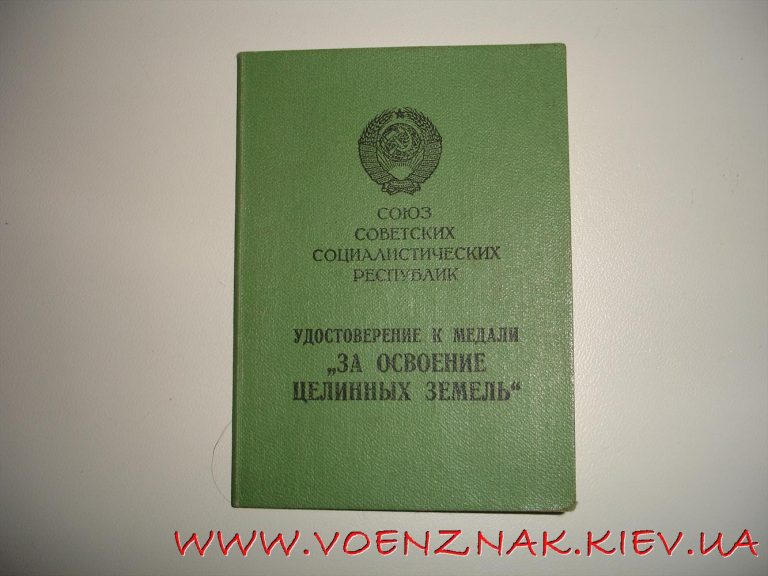 СОЮЗ
СОВЕТСКИХ
СОЦИАЛИСТИЧЕСКИХ
РЕСПУБЛИК
УДОСТОВЕРЕНИЕ К МЕДАЛИ
„ЗА ОСВОЕНИЕ
ЦЕЛИННЫХ ЗЕМЕЛЬ“
WWW.VOENZNAK.KIEV.UA